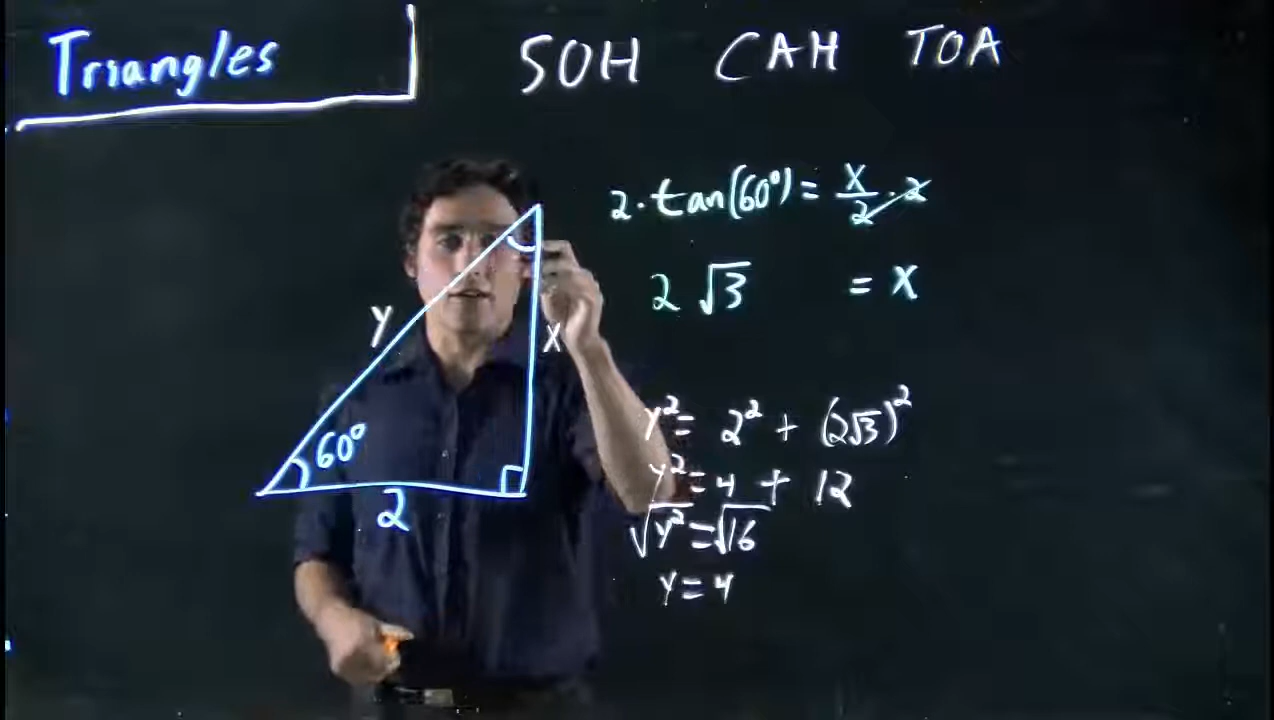 Triangles
SOH CAH TOA
2·tan(60°) = x/2 · 2
2 √3 = x
y
x
60°
2
y² = 2² + (2√3)²
y² = 4 + 12
√y² = √16
y = 4